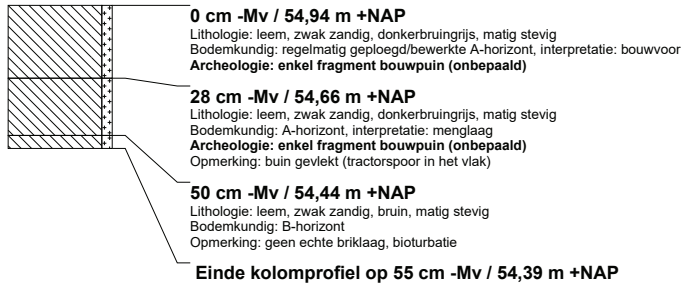 0 cm -Mv / 54,94 m +NAP
Lithologie: leem, zwak zandig, donkerbruingrijs, matig stevig
Bodemkundig: regelmatig geploegd/bewerkte A-horizont, interpretatie: bouwvoor
Archeologie: enkel fragment bouwpuin (onbepaald)
28 cm -Mv / 54,66 m +NAP
Lithologie: leem, zwak zandig, donkerbruingrijs, matig stevig
Bodemkundig: A-horizont, interpretatie: menglaag
Archeologie: enkel fragment bouwpuin (onbepaald)
Opmerking: buin gevlekt (tractorspoor in het vlak)
50 cm -Mv / 54,44 m +NAP
Lithologie: leem, zwak zandig, bruin, matig stevig
Bodemkundig: B-horizont
Opmerking: geen echte briklaag, bioturbatie
Einde kolomprofiel op 55 cm -Mv / 54,39 m +NAP